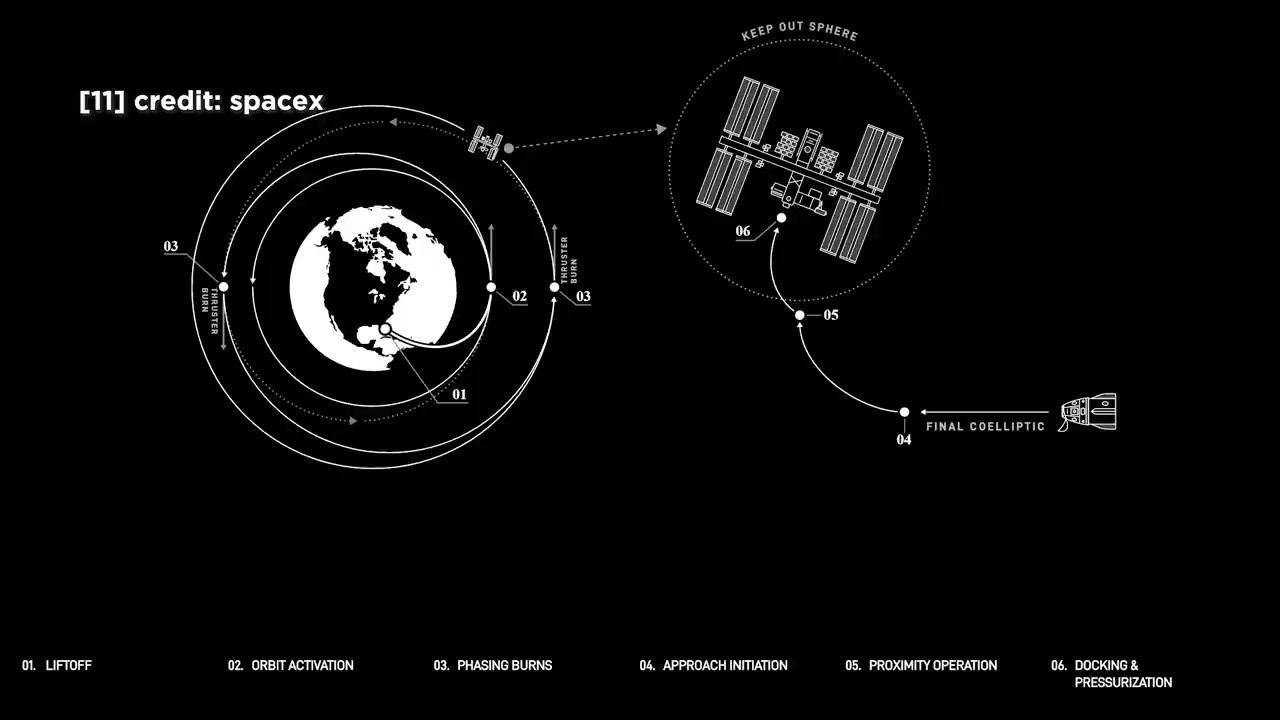 KEEP OUT SPHERE
[11] credit: spacex
03
06
THRUSTER
BURN
02
03
THRUSTER
BURN
05
01
FINAL COELLIPTIC
04
01. LIFTOFF
02. ORBIT ACTIVATION
03. PHASING BURNS
04. APPROACH INITIATION
05. PROXIMITY OPERATION
06. DOCKING &
PRESSURIZATION